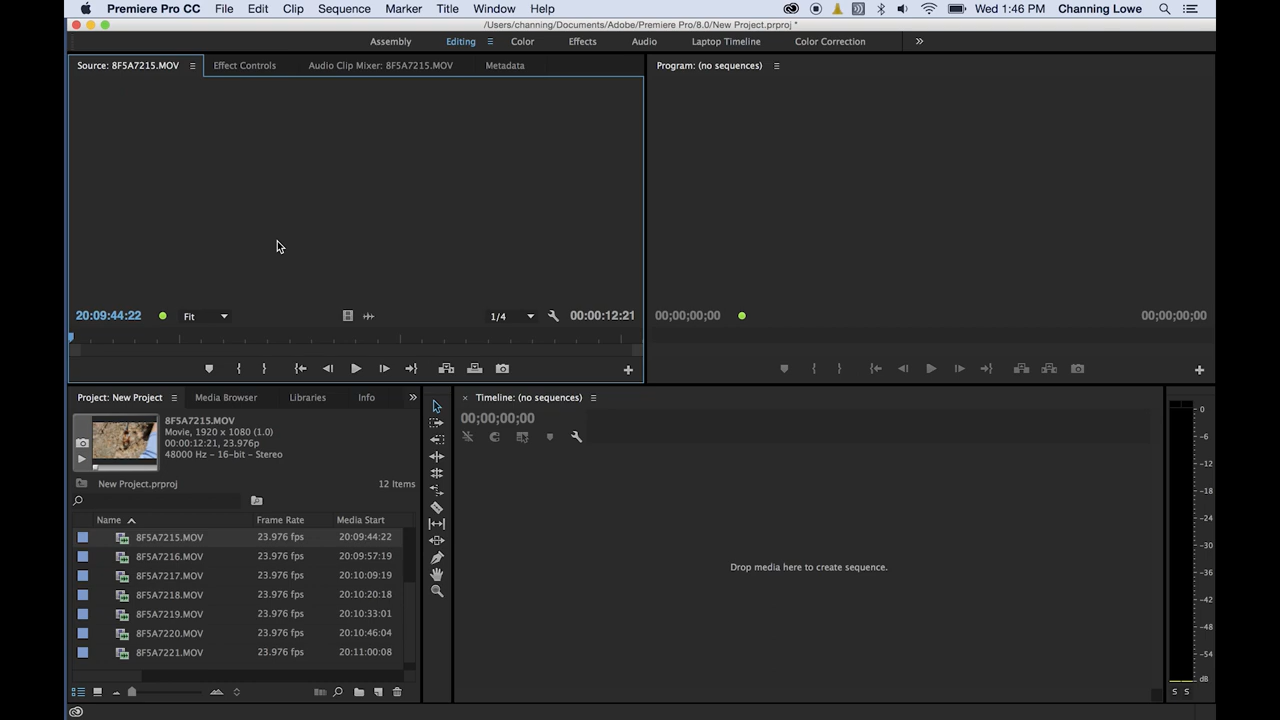 Premiere Pro CC File Edit Clip Sequence Marker Title Window Help Wed 1:46 PM Channing Lowe
/Users/channing/Documents/Adobe/Premiere Pro/8.0/New Project.prproj *
Assembly Editing Color Effects Audio Laptop Timeline Color Correction
Source: 8F5A7215.MOV Effect Controls Audio Clip Mixer: 8F5A7215.MOV Metadata
Program: (no sequences)
20:09:44:22 Fit 1/4 00:00:12:21
00;00;00;00 00;00;00;00
Project: New Project Media Browser Libraries Info
8F5A7215.MOV
Movie, 1920 x 1080 (1.0)
00:00:12:21, 23.976p
48000 Hz - 16-bit - Stereo
New Project.prproj 12 Items
Name Frame Rate Media Start
8F5A7215.MOV 23.976 fps 20:09:44:22
8F5A7216.MOV 23.976 fps 20:09:57:19
8F5A7217.MOV 23.976 fps 20:10:09:19
8F5A7218.MOV 23.976 fps 20:10:20:18
8F5A7219.MOV 23.976 fps 20:10:33:01
8F5A7220.MOV 23.976 fps 20:10:46:04
8F5A7221.MOV 23.976 fps 20:11:00:08
Timeline: (no sequences)
00;00;00;00
Drop media here to create sequence.
0
-6
-12
-18
-24
-30
-36
-42
-48
-54
dB
S S